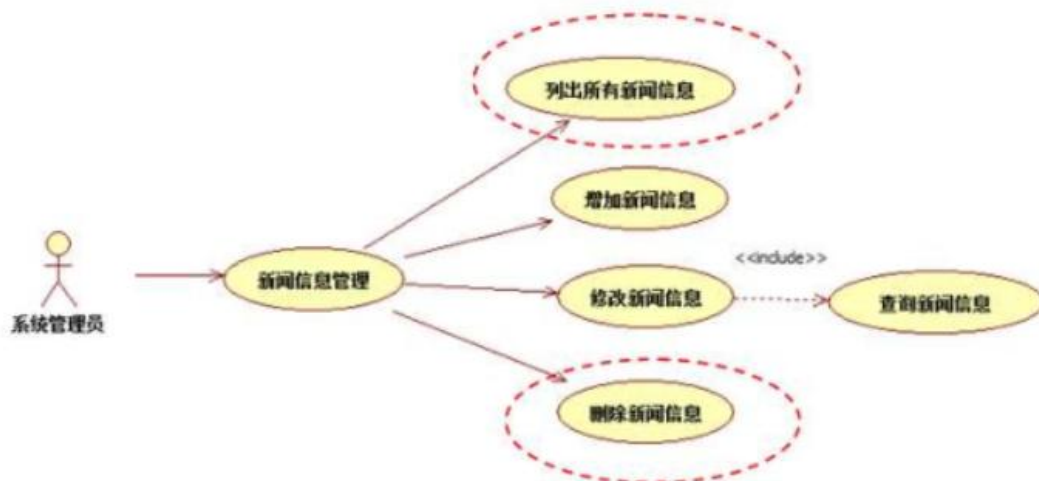 列出所有新闻信息
增加新闻信息
<<include>>
新闻信息管理
修改新闻信息
查询新闻信息
系统管理员
删除新闻信息